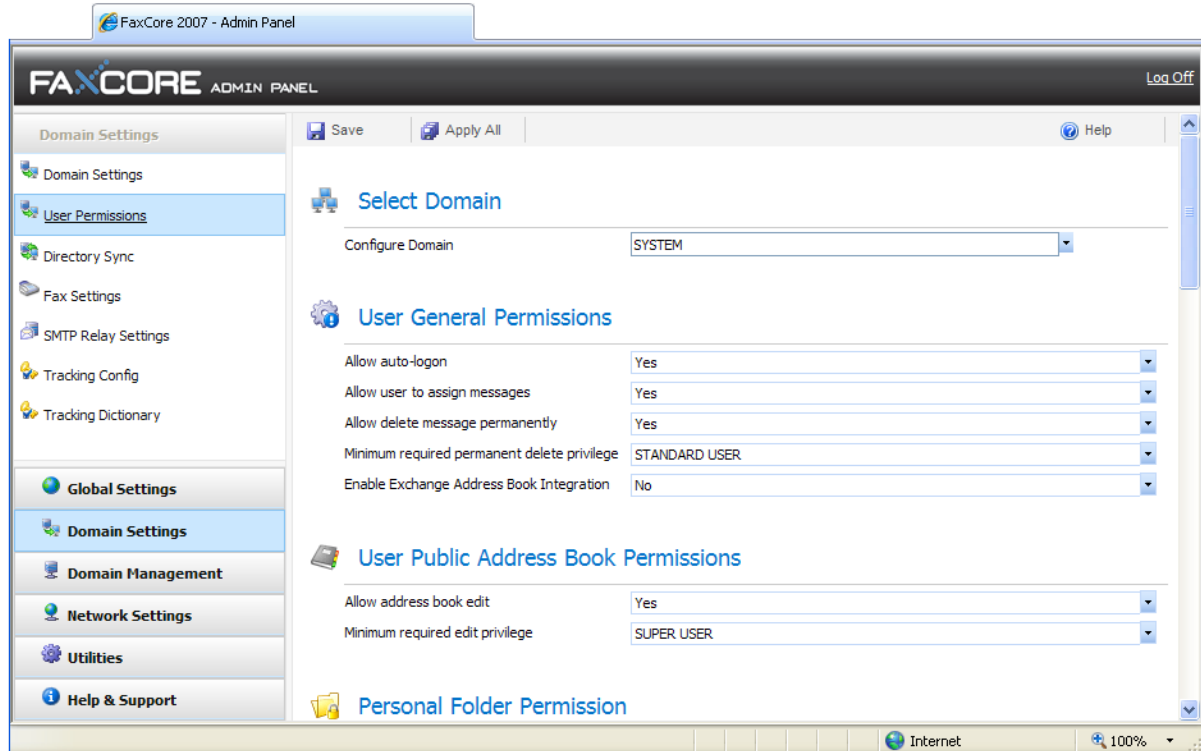 FaxCore 2007 - Admin Panel
FAXCORE ADMIN PANEL
Log Off
Domain Settings
Save
Apply All
Help
Domain Settings
User Permissions
Directory Sync
Fax Settings
SMTP Relay Settings
Tracking Config
Tracking Dictionary
Global Settings
Domain Settings
Domain Management
Network Settings
Utilities
Help & Support
Select Domain
Configure Domain SYSTEM
User General Permissions
Allow auto-logon Yes
Allow user to assign messages Yes
Allow delete message permanently Yes
Minimum required permanent delete privilege STANDARD USER
Enable Exchange Address Book Integration No
User Public Address Book Permissions
Allow address book edit Yes
Minimum required edit privilege SUPER USER
Personal Folder Permission
Internet
100%